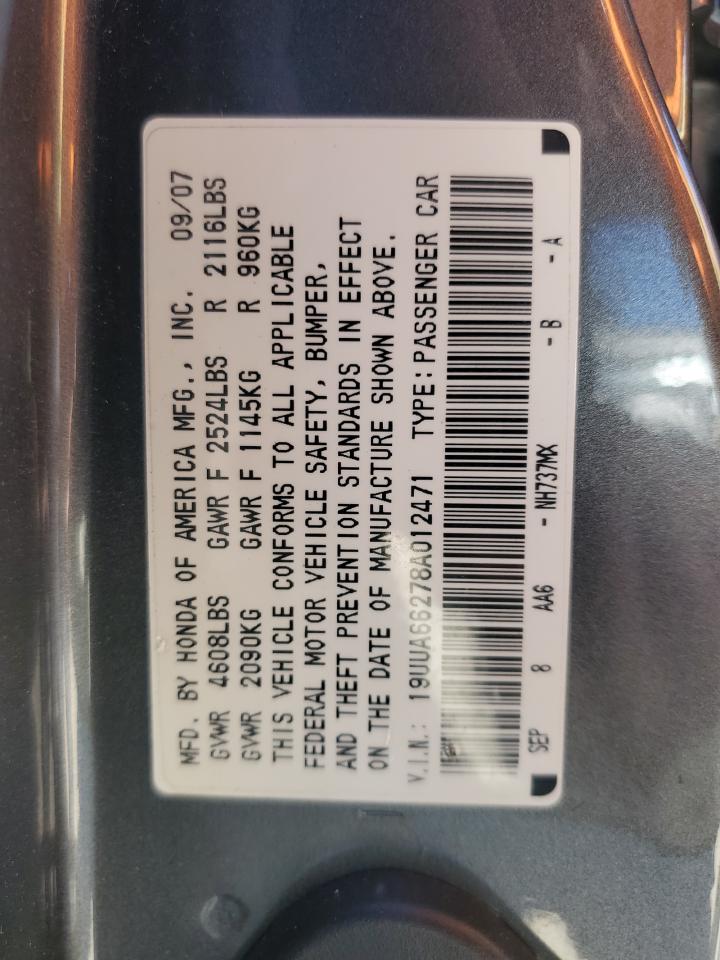 MFD. BY HONDA OF AMERICA MFG., INC. 09/07
GVWR 4608LBS GAWR F 2524LBS R 2116LBS
GVWR 2090KG GAWR F 1145KG R 960KG
THIS VEHICLE CONFORMS TO ALL APPLICABLE
FEDERAL MOTOR VEHICLE SAFETY, BUMPER,
AND THEFT PREVENTION STANDARDS IN EFFECT
ON THE DATE OF MANUFACTURE SHOWN ABOVE.
V.I.N.: 19UUA66278A012471 TYPE:PASSENGER CAR
SEP 8 AA6 - NH737MX - B - A